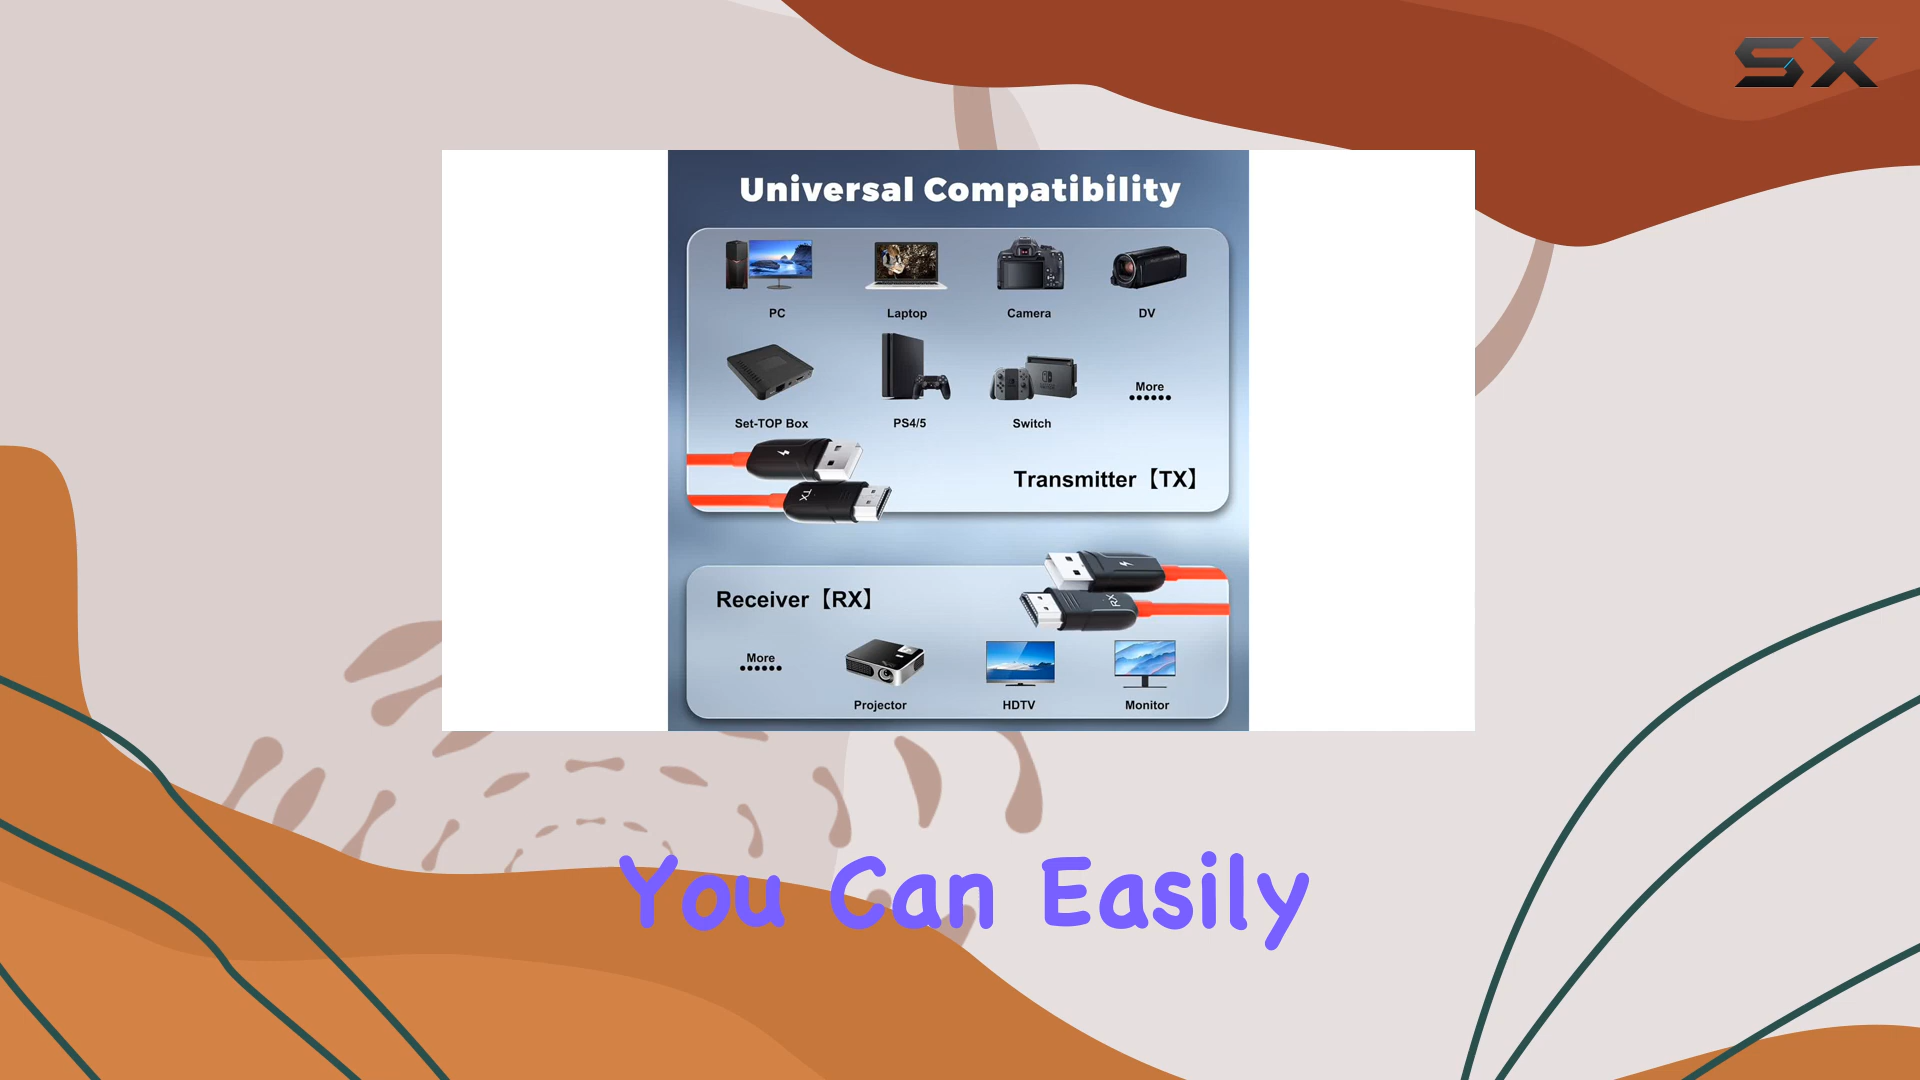 SX
Universal Compatibility
PC
Laptop
Camera
DV
More
Set-TOP Box
PS4/5
Switch
Transmitter【TX】
TX
Receiver【RX】
RX
More
Projector
HDTV
Monitor
You Can Easily